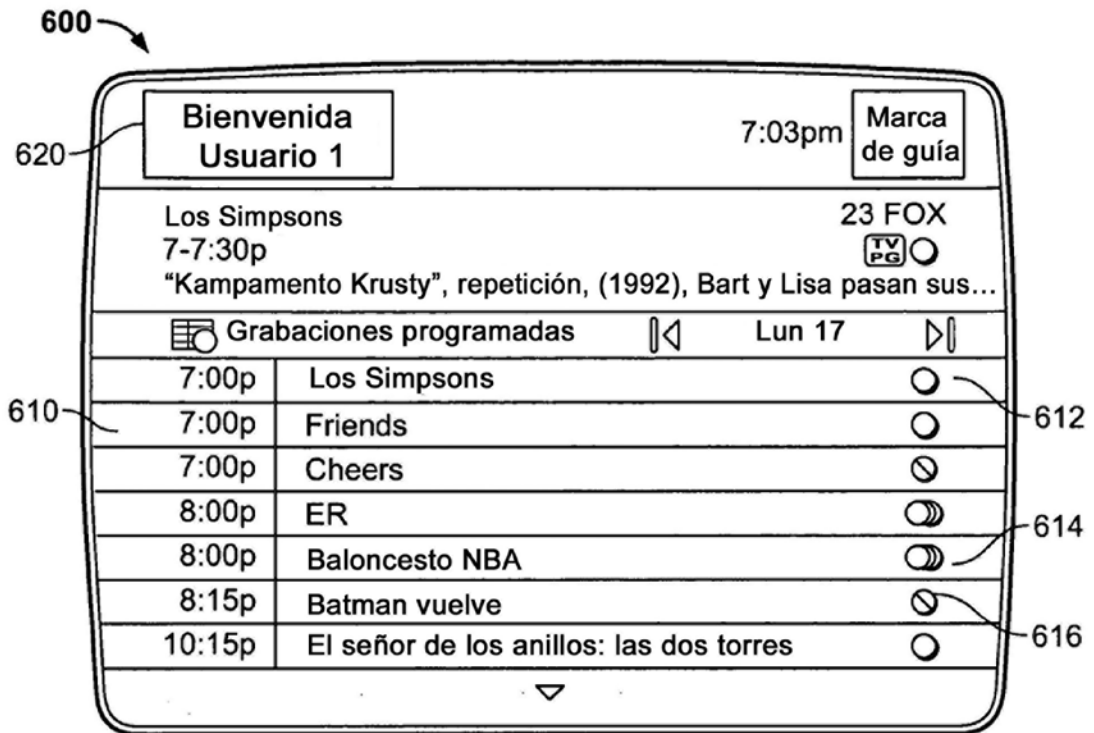 600
Bienvenida
Usuario 1
620
7:03pm
Marca
de guía
Los Simpsons
23 FOX
7-7:30p
TV
PG
“Kampamento Krusty”, repetición, (1992), Bart y Lisa pasan sus...
Grabaciones programadas
Lun 17
7:00p Los Simpsons
612
610
7:00p Friends
7:00p Cheers
8:00p ER
614
8:00p Baloncesto NBA
8:15p Batman vuelve
616
10:15p El señor de los anillos: las dos torres